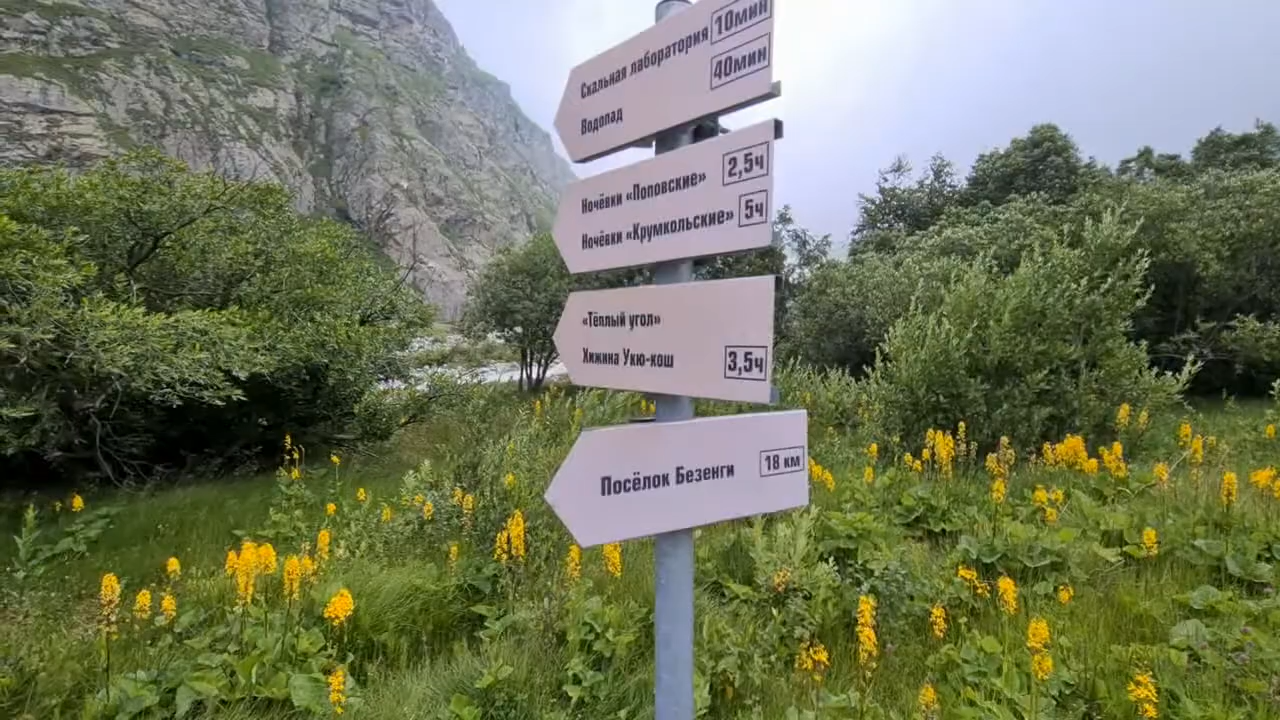 Скальная лаборатория 10мин
Водопад 40мин
Ночёвки «Поповские» 2,5ч
Ночёвки «Крумкольские» 5ч
«Тёплый угол»
Хижина Укю-кош 3,5ч
Посёлок Безенги 18 км